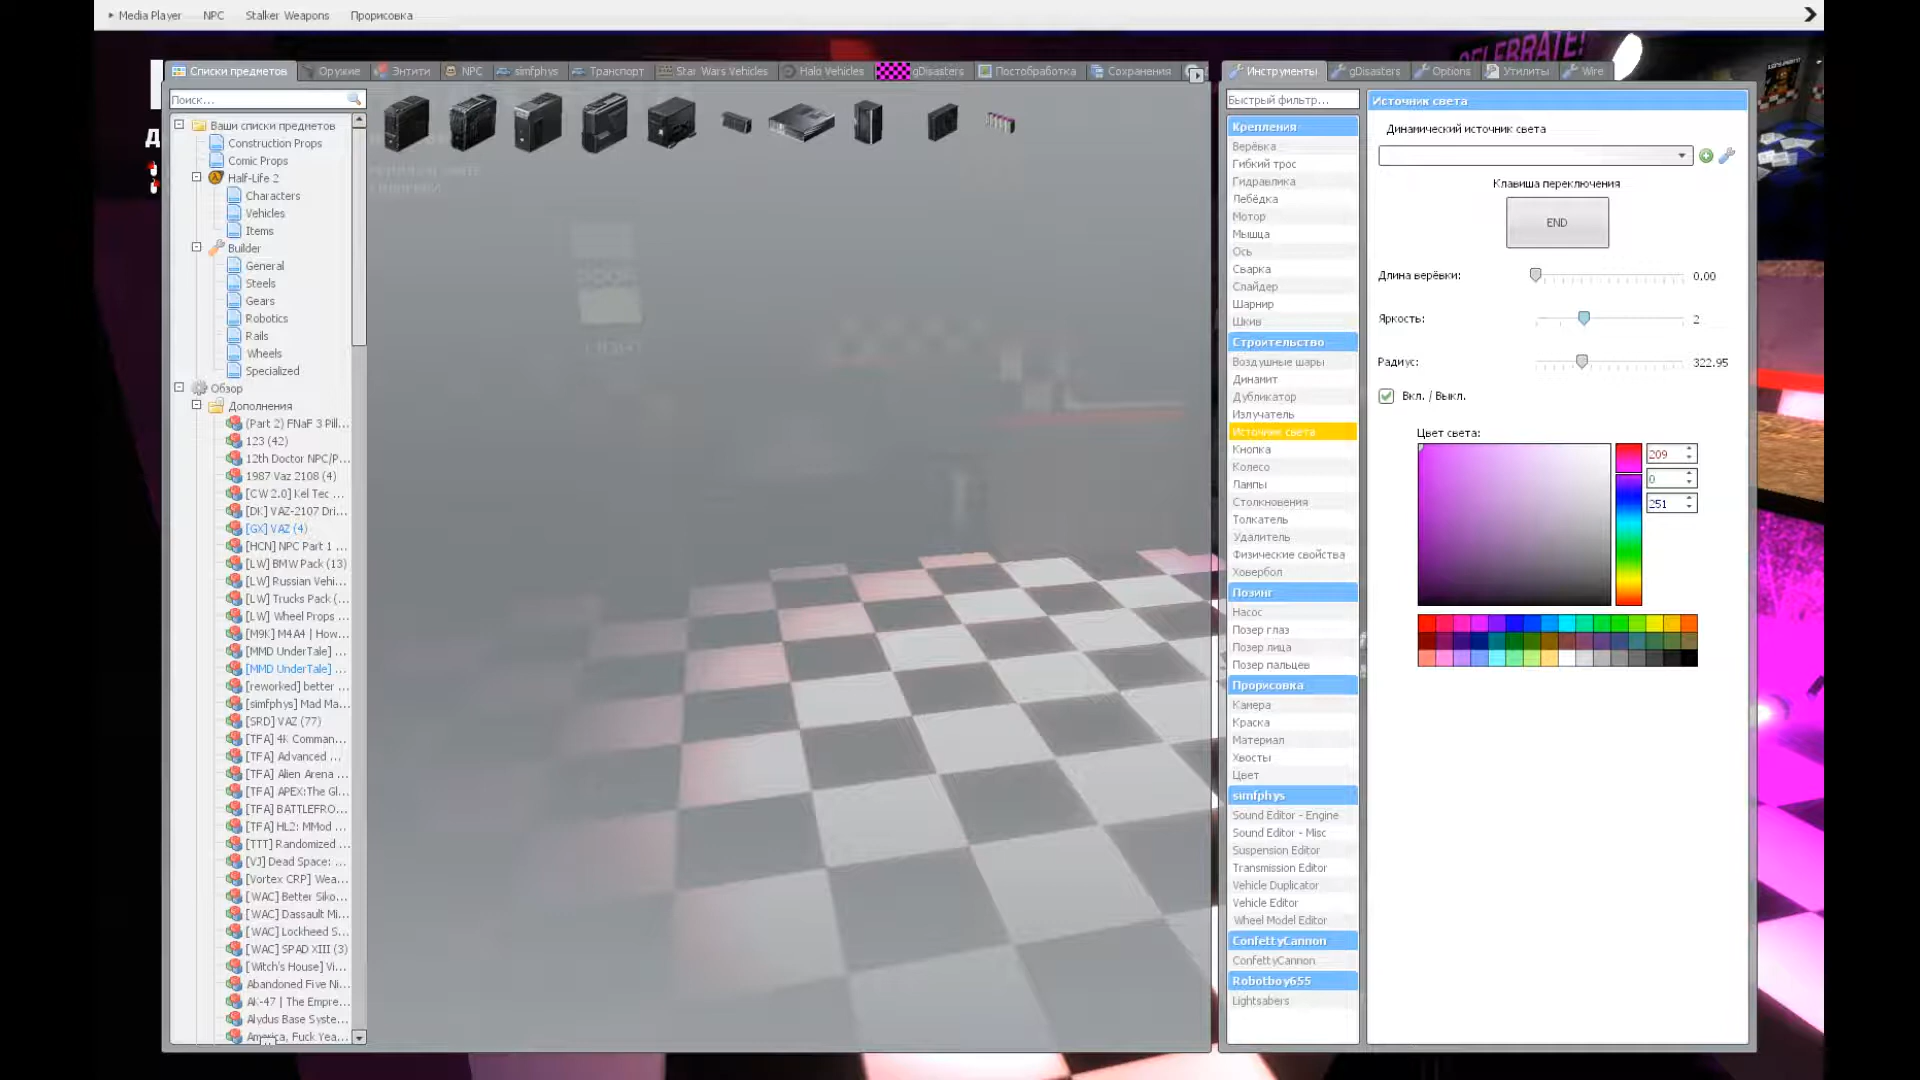 Media Player NPC Stalker Weapons Прорисовка
CELEBRATE!
Списки предметов Оружие Энтити NPC simfphys Транспорт Star Wars Vehicles Halo Vehicles gDisasters Постобработка Сохранения
Поиск...
Ваши списки предметов
Construction Props
Comic Props
Half-Life 2
Characters
Vehicles
Items
Builder
General
Steels
Gears
Robotics
Rails
Wheels
Specialized
Обзор
Дополнения
(Part 2) FNaF 3 Pill...
123 (42)
12th Doctor NPC/P...
1987 Vaz 2108 (4)
[CW 2.0] Kel Tec ...
[DK] VAZ-2107 Dri...
[GX] VAZ (4)
[HCN] NPC Part 1 ...
[LW] BMW Pack (13)
[LW] Russian Vehi...
[LW] Trucks Pack (...
[LW] Wheel Props ...
[M9K] M4A4 | How...
[MMD UnderTale] ...
[MMD UnderTale] ...
[reworked] better ...
[simfphys] Mad Ma...
[SRD] VAZ (77)
[TFA] 4K Comman...
[TFA] Advanced ...
[TFA] Alien Arena ...
[TFA] APEX:The Gl...
[TFA] BATTLEFRO...
[TFA] HL2: MMod ...
[TTT] Randomized ...
[VJ] Dead Space: ...
[Vortex CRP] Wea...
[WAC] Better Siko...
[WAC] Dassault Mi...
[WAC] Lockheed S...
[WAC] SPAD XIII (3)
[Witch's House] Vi...
Abandoned Five Ni...
AK-47 | The Empre...
Alydus Base Syste...
America, Fuck Yea...
Инструменты gDisasters Options Утилиты Wire
Быстрый фильтр...
Крепления
Верёвка
Гибкий трос
Гидравлика
Лебёдка
Мотор
Мышца
Ось
Сварка
Слайдер
Шарнир
Шкив
Строительство
Воздушные шары
Динамит
Дубликатор
Излучатель
Источник света
Кнопка
Колесо
Лампы
Столкновения
Толкатель
Удалитель
Физические свойства
Ховербол
Позинг
Насос
Позер глаз
Позер лица
Позер пальцев
Прорисовка
Камера
Краска
Материал
Хвосты
Цвет
simfphys
Sound Editor - Engine
Sound Editor - Misc
Suspension Editor
Transmission Editor
Vehicle Duplicator
Vehicle Editor
Wheel Model Editor
ConfettyCannon
ConfettyCannon
Robotboy655
Lightsabers
Источник света
Динамический источник света
Клавиша переключения
END
Длина верёвки: 0.00
Яркость: 2
Радиус: 322.95
Вкл. / Выкл.
Цвет света:
209
0
251